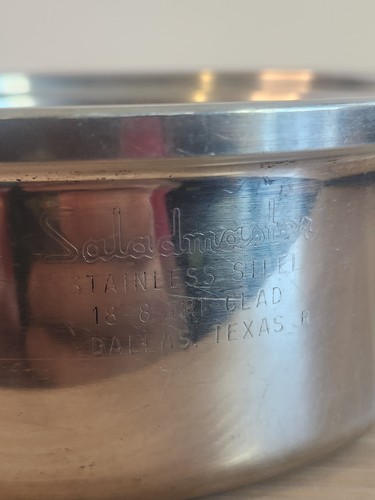 Saladmaster
STAINLESS STEEL
18-8 TRI CLAD
DALLAS, TEXAS R